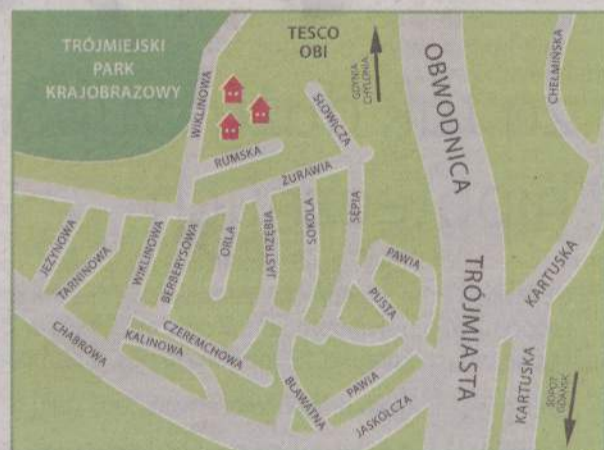 TRÓJMIEJSKI
PARK
KRAJOBRAZOWY
TESCO
OBI
GDYNIA
CHYLONIA
OBWODNICA
TRÓJMIASTA
CHEŁMIŃSKA
WIKLINOWA
SŁOWICZA
RUMSKA
ŻURAWIA
JEŻYNOWA
TARNINOWA
WIKLINOWA
BERBERYSOWA
ORLA
JASTRZĘBIA
SOKOLA
SĘPIA
PAWIA
PUSTA
KARTUSKA
CHABROWA
KALINOWA
CZEREMCHOWA
BŁAWATNA
PAWIA
JASKÓŁCZA
KARTUSKA
SOPOT
GDAŃSK